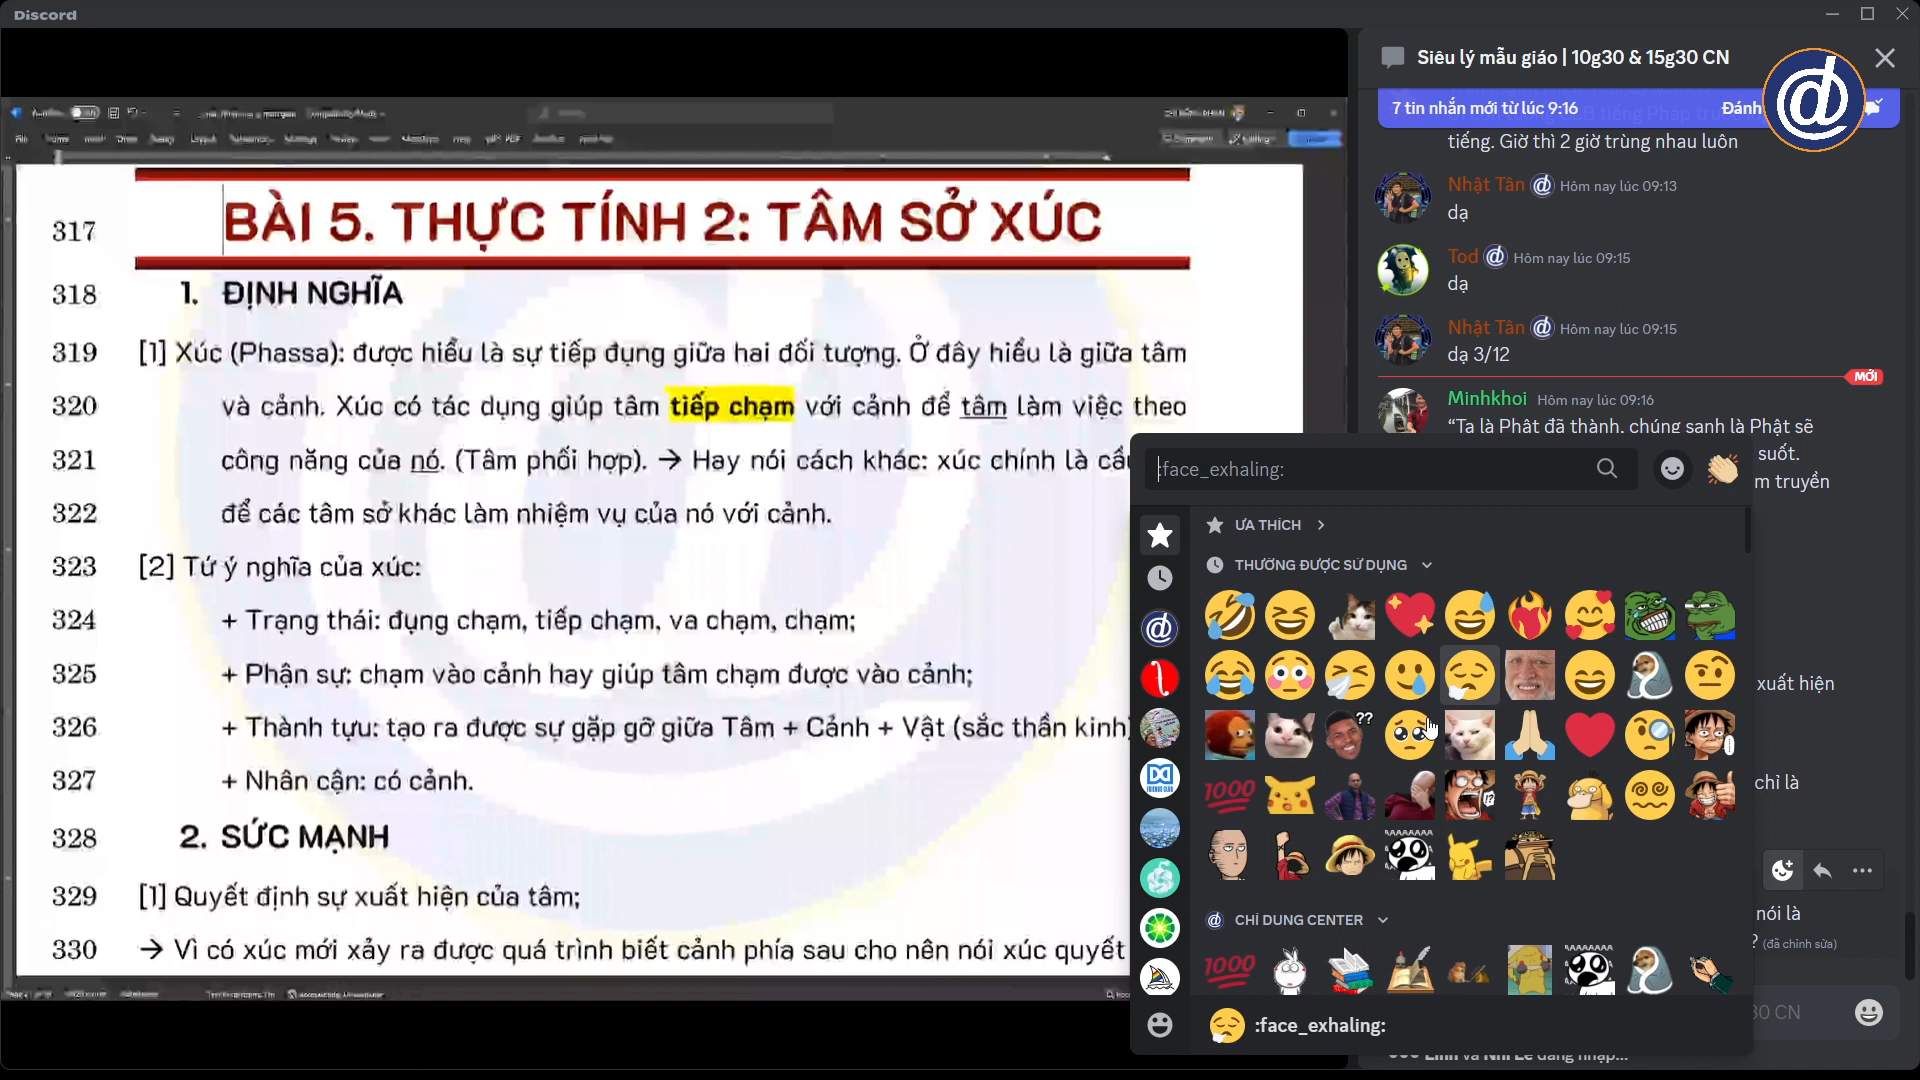 Discord
Siêu lý mẫu giáo | 10g30 & 15g30 CN
7 tin nhắn mới từ lúc 9:16
Đánh
tiếng. Giờ thì 2 giờ trùng nhau luôn
Nhật Tân Hôm nay lúc 09:13
dạ
Tod Hôm nay lúc 09:15
dạ
Nhật Tân Hôm nay lúc 09:15
dạ 3/12
MỚI
Minhkhoi Hôm nay lúc 09:16
“Ta là Phật đã thành, chúng sanh là Phật sẽ
suốt.
m truyền
xuất hiện
chỉ là
nói là
? (đã chỉnh sửa)
30 CN
317 BÀI 5. THỰC TÍNH 2: TÂM SỞ XÚC
318 1. ĐỊNH NGHĨA
319 [1] Xúc (Phassa): được hiểu là sự tiếp đụng giữa hai đối tượng. Ở đây hiểu là giữa tâm
320 và cảnh. Xúc có tác dụng giúp tâm tiếp chạm với cảnh để tâm làm việc theo
321 công năng của nó. (Tâm phối hợp). → Hay nói cách khác: xúc chính là cầu
322 để các tâm sở khác làm nhiệm vụ của nó với cảnh.
323 [2] Tứ ý nghĩa của xúc:
324 + Trạng thái: đụng chạm, tiếp chạm, va chạm, chạm;
325 + Phận sự: chạm vào cảnh hay giúp tâm chạm được vào cảnh;
326 + Thành tựu: tạo ra được sự gặp gỡ giữa Tâm + Cảnh + Vật (sắc thần kinh)
327 + Nhân cận: có cảnh.
328 2. SỨC MẠNH
329 [1] Quyết định sự xuất hiện của tâm;
330 → Vì có xúc mới xảy ra được quá trình biết cảnh phía sau cho nên nói xúc quyết
:face_exhaling:
ƯA THÍCH
THƯỜNG ĐƯỢC SỬ DỤNG
CHỈ DUNG CENTER
:face_exhaling: